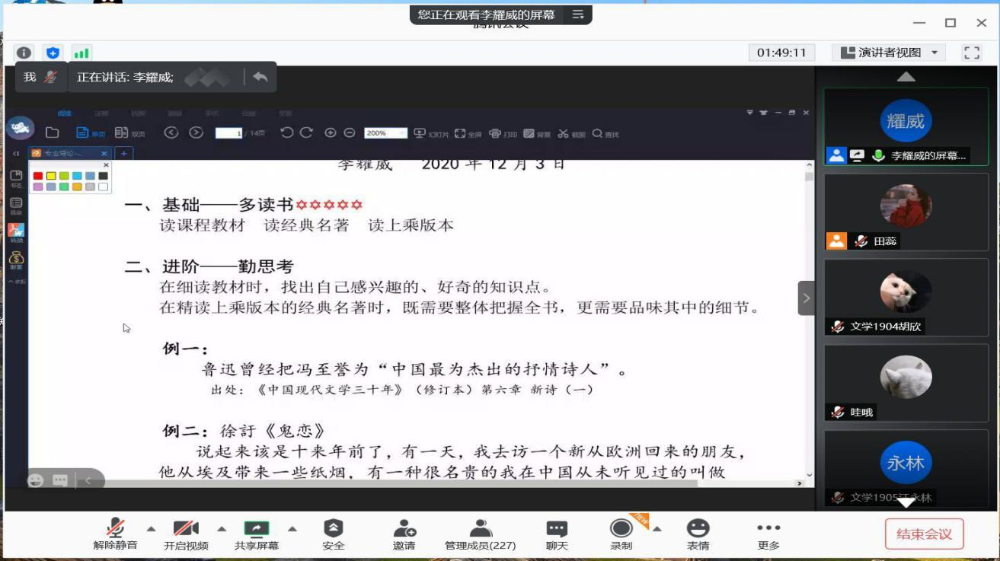 您正在观看李耀威的屏幕
腾讯会议
01:49:11
演讲者视图
我
正在讲话: 李耀威;
阅读
单页
双页
1 / 14页
200%
幻灯片
全屏
打印
背景
截图
查找
专业导论-...
书签
目录
转换
财富
李耀威 2020 年 12 月 3 日
一、基础——多读书✡✡✡✡✡
读课程教材 读经典名著 读上乘版本
二、进阶——勤思考
在细读教材时，找出自己感兴趣的、好奇的知识点。
在精读上乘版本的经典名著时，既需要整体把握全书，更需要品味其中的细节。
例一：
鲁迅曾经把冯至誉为“中国最为杰出的抒情诗人”。
出处：《中国现代文学三十年》（修订本）第六章 新诗（一）
例二：徐訏《鬼恋》
说起来该是十来年前了，有一天，我去访一个新从欧洲回来的朋友，
他从埃及带来一些纸烟，有一种很名贵的我在中国从未听见过的叫做
耀威
李耀威的屏幕...
田蕊
文学1904胡欣
哇哦
永林
文学1905江永林
解除静音
开启视频
共享屏幕
安全
邀请
管理成员(227)
聊天
NEW
录制
表情
更多
结束会议